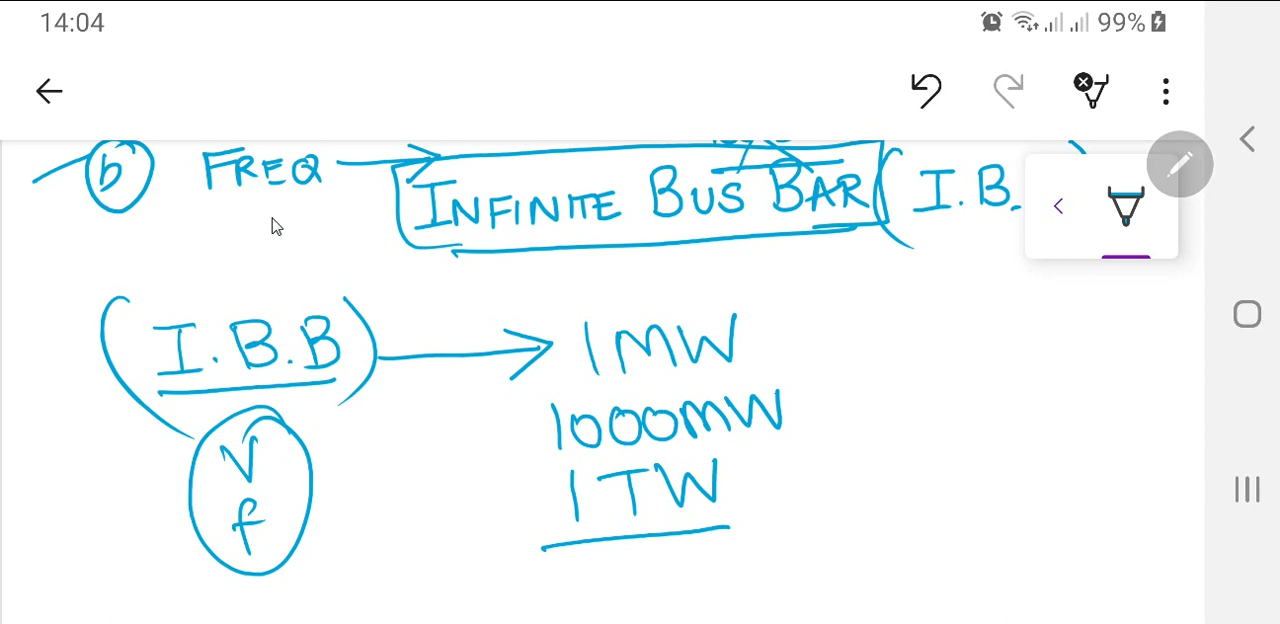 14:04 99%
b FREQ INFINITE BUS BAR ( I.B.
(I.B.B) 1MW
1000MW
V 1TW
f